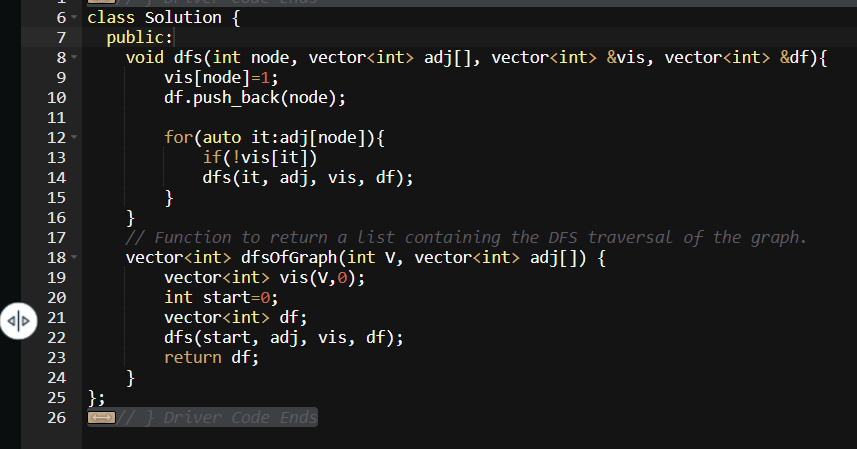 // } Driver Code Ends
6 class Solution {
7 public:
8 void dfs(int node, vector<int> adj[], vector<int> &vis, vector<int> &df){
9 vis[node]=1;
10 df.push_back(node);
11
12 for(auto it:adj[node]){
13 if(!vis[it])
14 dfs(it, adj, vis, df);
15 }
16 }
17 // Function to return a list containing the DFS traversal of the graph.
18 vector<int> dfsOfGraph(int V, vector<int> adj[]) {
19 vector<int> vis(V,0);
20 int start=0;
21 vector<int> df;
22 dfs(start, adj, vis, df);
23 return df;
24 }
25 };
26 // } Driver Code Ends